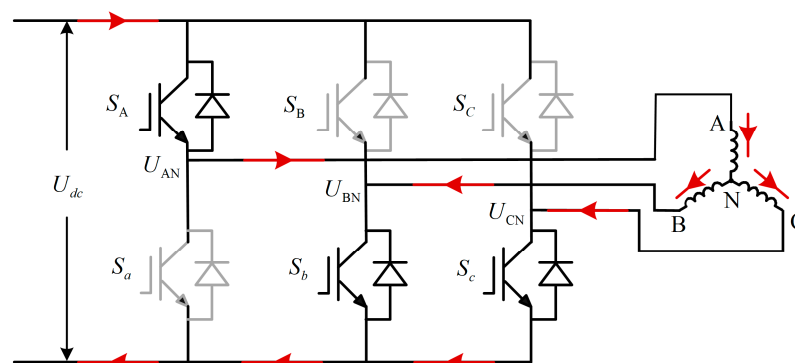 S_A
S_B
S_C
A
U_AN
U_dc
U_BN
N
B
C
U_CN
S_a
S_b
S_c